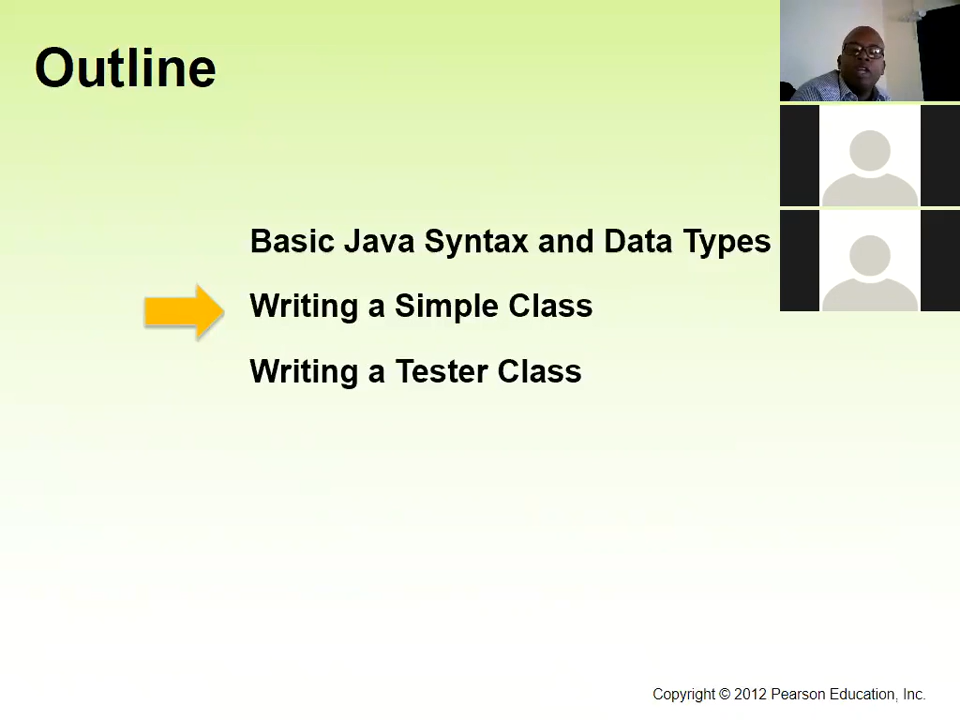 Outline
Basic Java Syntax and Data Types
Writing a Simple Class
Writing a Tester Class
Copyright © 2012 Pearson Education, Inc.